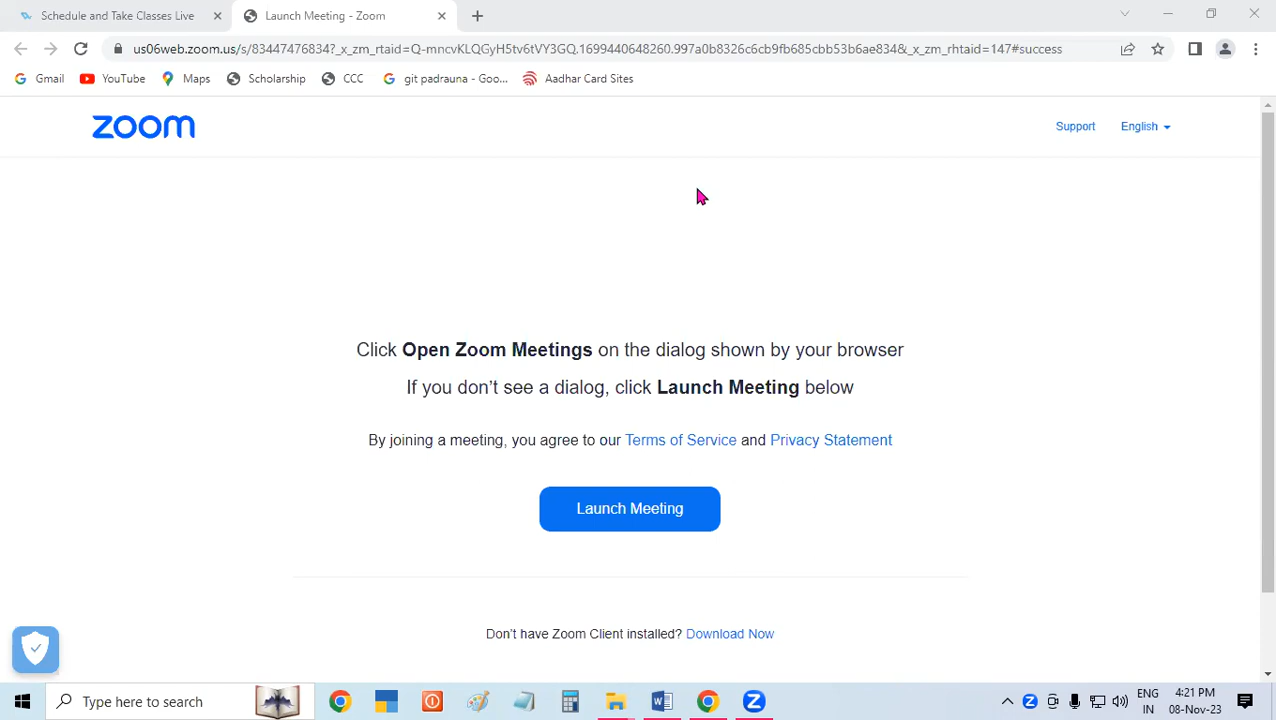 Schedule and Take Classes Live
Launch Meeting - Zoom
us06web.zoom.us/s/83447476834?_x_zm_rtaid=Q-mncvKLQGyH5tv6tVY3GQ.1699440648260.997a0b8326c6cb9fb685cbb53b6ae834&_x_zm_rhtaid=147#success
Gmail YouTube Maps Scholarship CCC git padrauna - Goo... Aadhar Card Sites
zoom
Support English
Click Open Zoom Meetings on the dialog shown by your browser
If you don't see a dialog, click Launch Meeting below
By joining a meeting, you agree to our Terms of Service and Privacy Statement
Launch Meeting
Don't have Zoom Client installed? Download Now
Type here to search
ENG
IN
4:21 PM
08-Nov-23